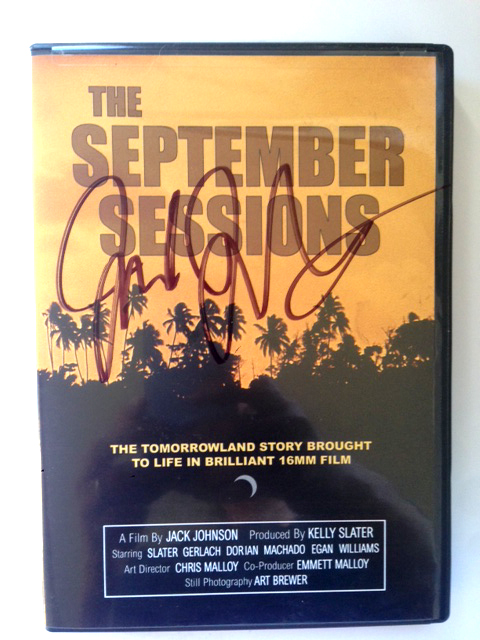 THE
SEPTEMBER
SESSIONS
THE TOMORROWLAND STORY BROUGHT
TO LIFE IN BRILLIANT 16MM FILM
A Film By JACK JOHNSON Produced By KELLY SLATER
Starring SLATER GERLACH DORIAN MACHADO EGAN WILLIAMS
Art Director CHRIS MALLOY Co-Producer EMMETT MALLOY
Still Photography ART BREWER